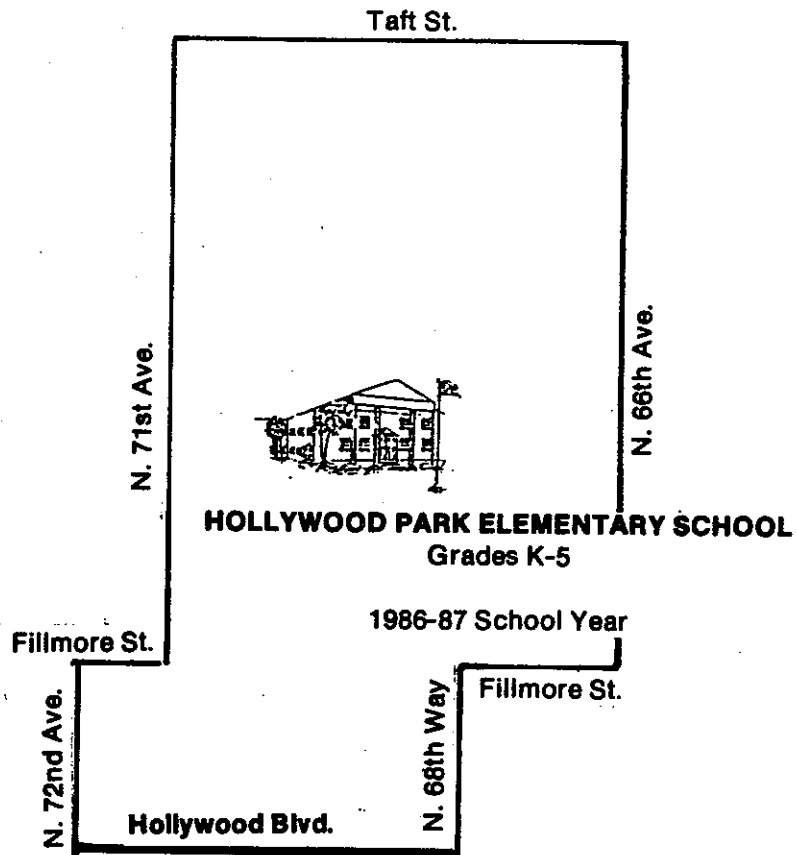 Taft St.
N. 71st Ave.
N. 66th Ave.
HOLLYWOOD PARK ELEMENTARY SCHOOL
Grades K-5
1986-87 School Year
Fillmore St.
Fillmore St.
N. 72nd Ave.
N. 68th Way
Hollywood Blvd.